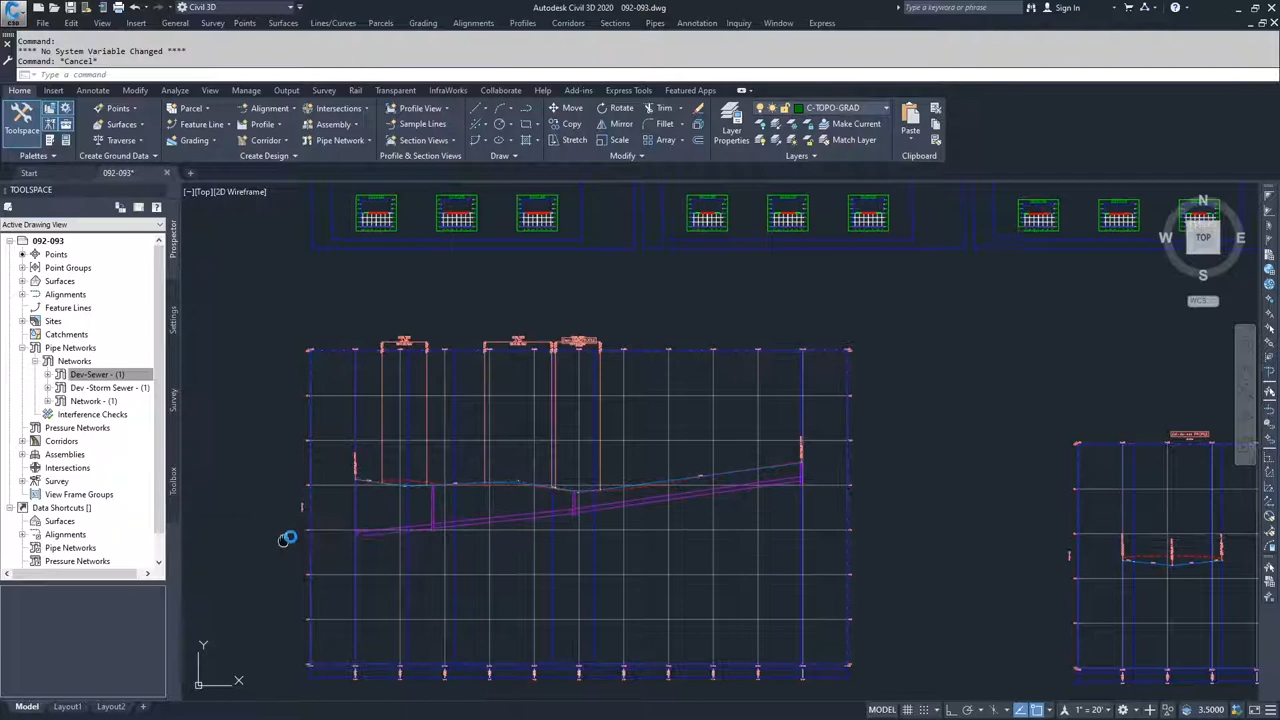 C3D
Civil 3D
Autodesk Civil 3D 2020   092-093.dwg
Type a keyword or phrase
Sign In
File Edit View Insert General Survey Points Surfaces Lines/Curves Parcels Grading Alignments Profiles Corridors Sections Pipes Annotation Inquiry Window Express
Command:
**** No System Variable Changed ****
Command: *Cancel*
Type a command
Home Insert Annotate Modify Analyze View Manage Output Survey Rail Transparent InfraWorks Collaborate Help Add-ins Express Tools Featured Apps
Toolspace
Parcel
Feature Line
Grading
Points
Surfaces
Traverse
Alignment
Profile
Corridor
Intersections
Assembly
Pipe Network
Profile View
Sample Lines
Section Views
Move Rotate Trim
Copy Mirror Fillet
Stretch Scale Array
Layer Properties
C-TOPO-GRAD
Make Current
Match Layer
Paste
Palettes Create Ground Data Create Design Profile & Section Views Draw Modify Layers Clipboard
Start 092-093*
TOOLSPACE
[−][Top][2D Wireframe]
Active Drawing View
092-093
Points
Point Groups
Surfaces
Alignments
Feature Lines
Sites
Catchments
Pipe Networks
Networks
Dev-Sewer - (1)
Dev -Storm Sewer - (1)
Network - (1)
Interference Checks
Pressure Networks
Corridors
Assemblies
Intersections
Survey
View Frame Groups
Data Shortcuts []
Surfaces
Alignments
Pipe Networks
Pressure Networks
Prospector
Settings
Survey
Toolbox
N
W TOP E
S
WCS
Y
X
Model Layout1 Layout2 +
MODEL
1" = 20'
3.5000